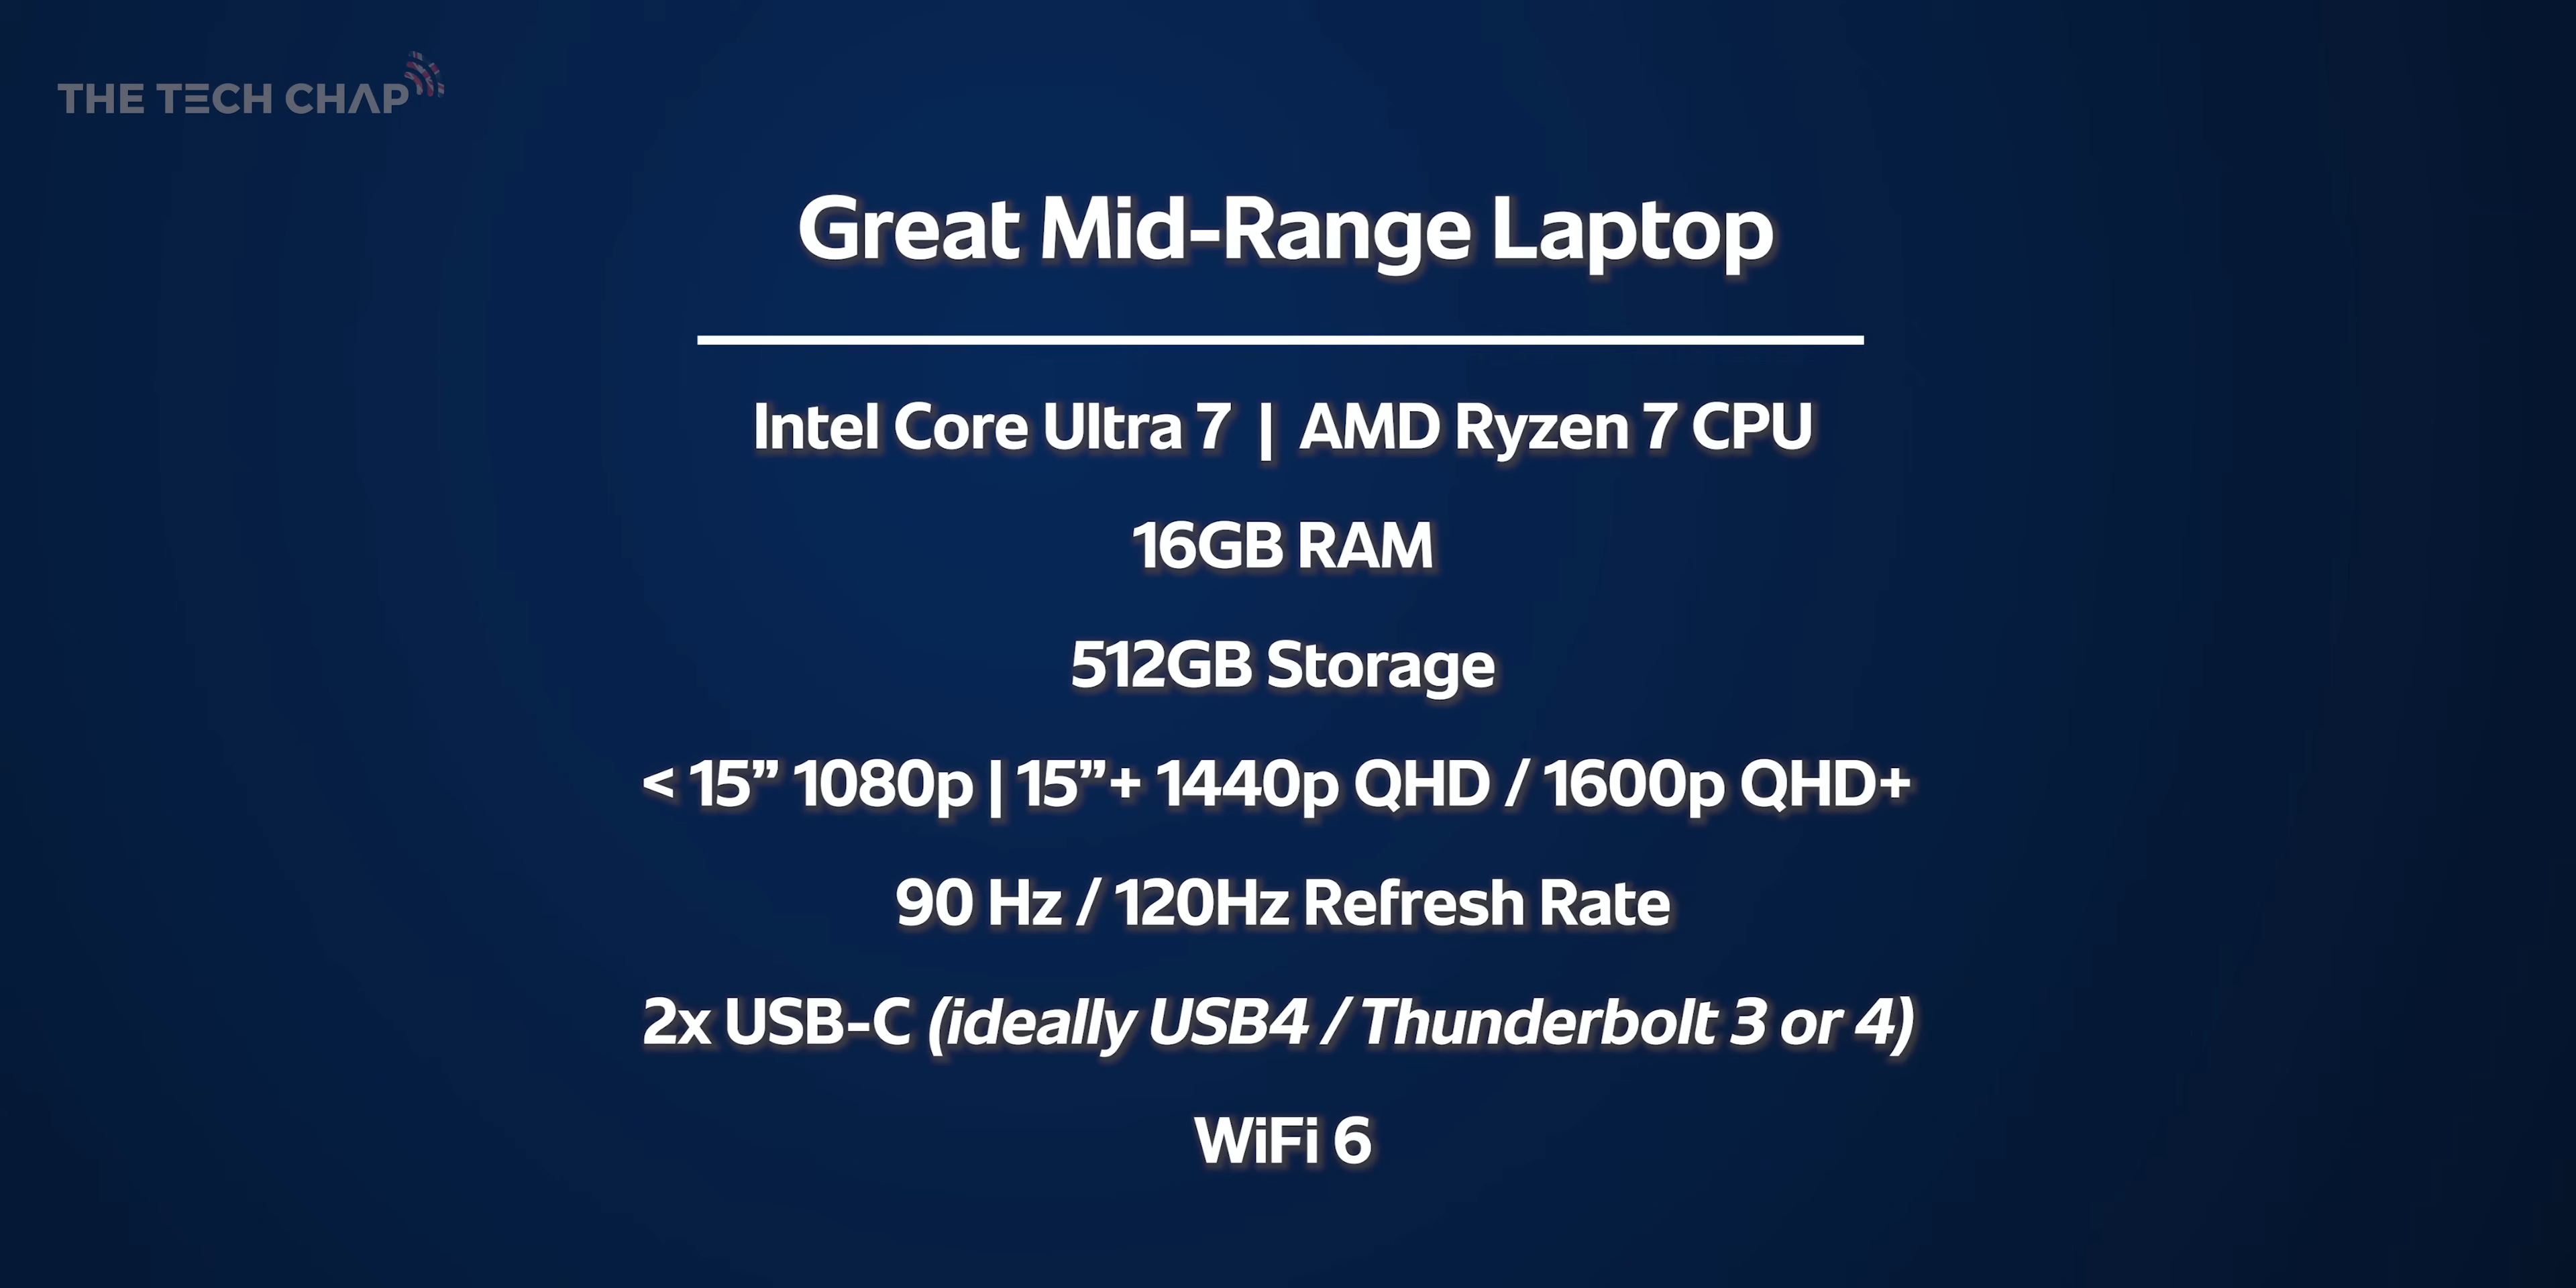 THE TECH CHAP
Great Mid-Range Laptop
Intel Core Ultra 7 | AMD Ryzen 7 CPU
16GB RAM
512GB Storage
< 15” 1080p | 15”+ 1440p QHD / 1600p QHD+
90 Hz / 120Hz Refresh Rate
2x USB-C (ideally USB4 / Thunderbolt 3 or 4)
WiFi 6